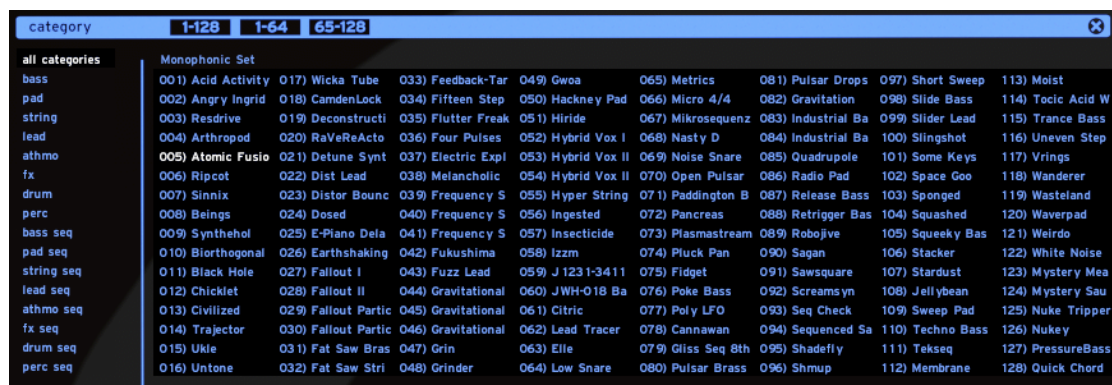 category 1-128 1-64 65-128
all categories Monophonic Set
bass 001) Acid Activity 017) Wicka Tube 033) Feedback-Tar 049) Gwoa 065) Metrics 081) Pulsar Drops 097) Short Sweep 113) Moist
pad 002) Angry Ingrid 018) CamdenLock 034) Fifteen Step 050) Hackney Pad 066) Micro 4/4 082) Gravitation 098) Slide Bass 114) Tocic Acid W
string 003) Resdrive 019) Deconstructi 035) Flutter Freak 051) Hiride 067) Mikrosequenz 083) Industrial Ba 099) Slider Lead 115) Trance Bass
lead 004) Arthropod 020) RaVeReActo 036) Four Pulses 052) Hybrid Vox I 068) Nasty D 084) Industrial Ba 100) Slingshot 116) Uneven Step
athmo 005) Atomic Fusio 021) Detune Synt 037) Electric Expl 053) Hybrid Vox II 069) Noise Snare 085) Quadrupole 101) Some Keys 117) Vrings
fx 006) Ripcot 022) Dist Lead 038) Melancholic 054) Hybrid Vox II 070) Open Pulsar 086) Radio Pad 102) Space Goo 118) Wanderer
drum 007) Sinnix 023) Distor Bounc 039) Frequency S 055) Hyper String 071) Paddington B 087) Release Bass 103) Sponged 119) Wasteland
perc 008) Beings 024) Dosed 040) Frequency S 056) Ingested 072) Pancreas 088) Retrigger Bas 104) Squashed 120) Waverpad
bass seq 009) Synthehol 025) E-Piano Dela 041) Frequency S 057) Insecticide 073) Plasmastream 089) Robojive 105) Squeeky Bas 121) Weirdo
pad seq 010) Biorthogonal 026) Earthshaking 042) Fukushima 058) Izzm 074) Pluck Pan 090) Sagan 106) Stacker 122) White Noise
string seq 011) Black Hole 027) Fallout I 043) Fuzz Lead 059) J 1231-3411 075) Fidget 091) Sawsquare 107) Stardust 123) Mystery Mea
lead seq 012) Chicklet 028) Fallout II 044) Gravitational 060) JWH-018 Ba 076) Poke Bass 092) Screamsyn 108) Jellybean 124) Mystery Sau
athmo seq 013) Civilized 029) Fallout Partic 045) Gravitational 061) Citric 077) Poly LFO 093) Seq Check 109) Sweep Pad 125) Nuke Tripper
fx seq 014) Trajector 030) Fallout Partic 046) Gravitational 062) Lead Tracer 078) Cannawan 094) Sequenced Sa 110) Techno Bass 126) Nukey
drum seq 015) Ukle 031) Fat Saw Bras 047) Grin 063) Elle 079) Gliss Seq 8th 095) Shadefly 111) Tekseq 127) PressureBass
perc seq 016) Untone 032) Fat Saw Stri 048) Grinder 064) Low Snare 080) Pulsar Brass 096) Shmup 112) Membrane 128) Quick Chord